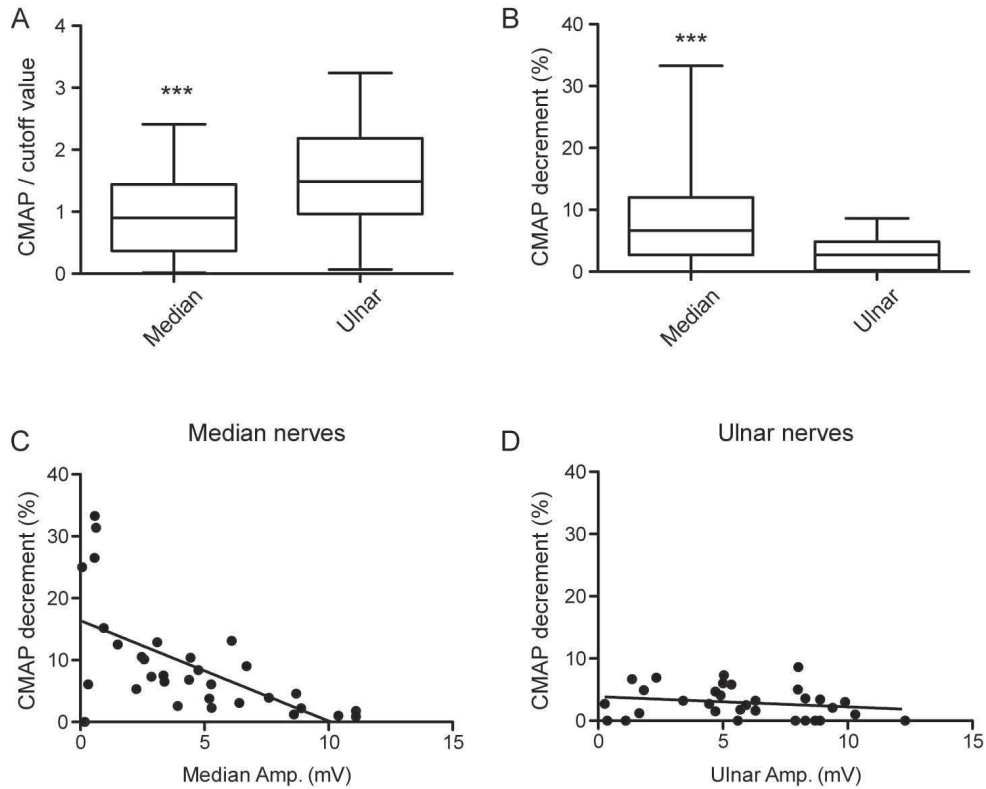 A
CMAP / cutoff value
4
3
2
1
0
***
Median
Ulnar
B
CMAP decrement (%)
40
30
20
10
0
***
Median
Ulnar
C
Median nerves
CMAP decrement (%)
40
30
20
10
0
0
5
10
15
Median Amp. (mV)
D
Ulnar nerves
CMAP decrement (%)
40
30
20
10
0
0
5
10
15
Ulnar Amp. (mV)